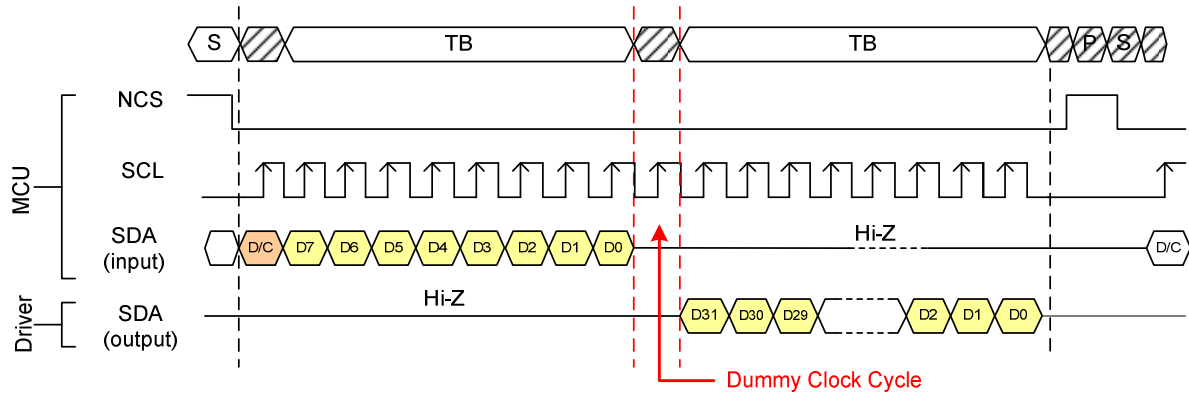 S TB TB P S
NCS
SCL
MCU
SDA (input) D/C D7 D6 D5 D4 D3 D2 D1 D0 Hi-Z D/C
Driver
SDA (output) Hi-Z D31 D30 D29 D2 D1 D0
Dummy Clock Cycle